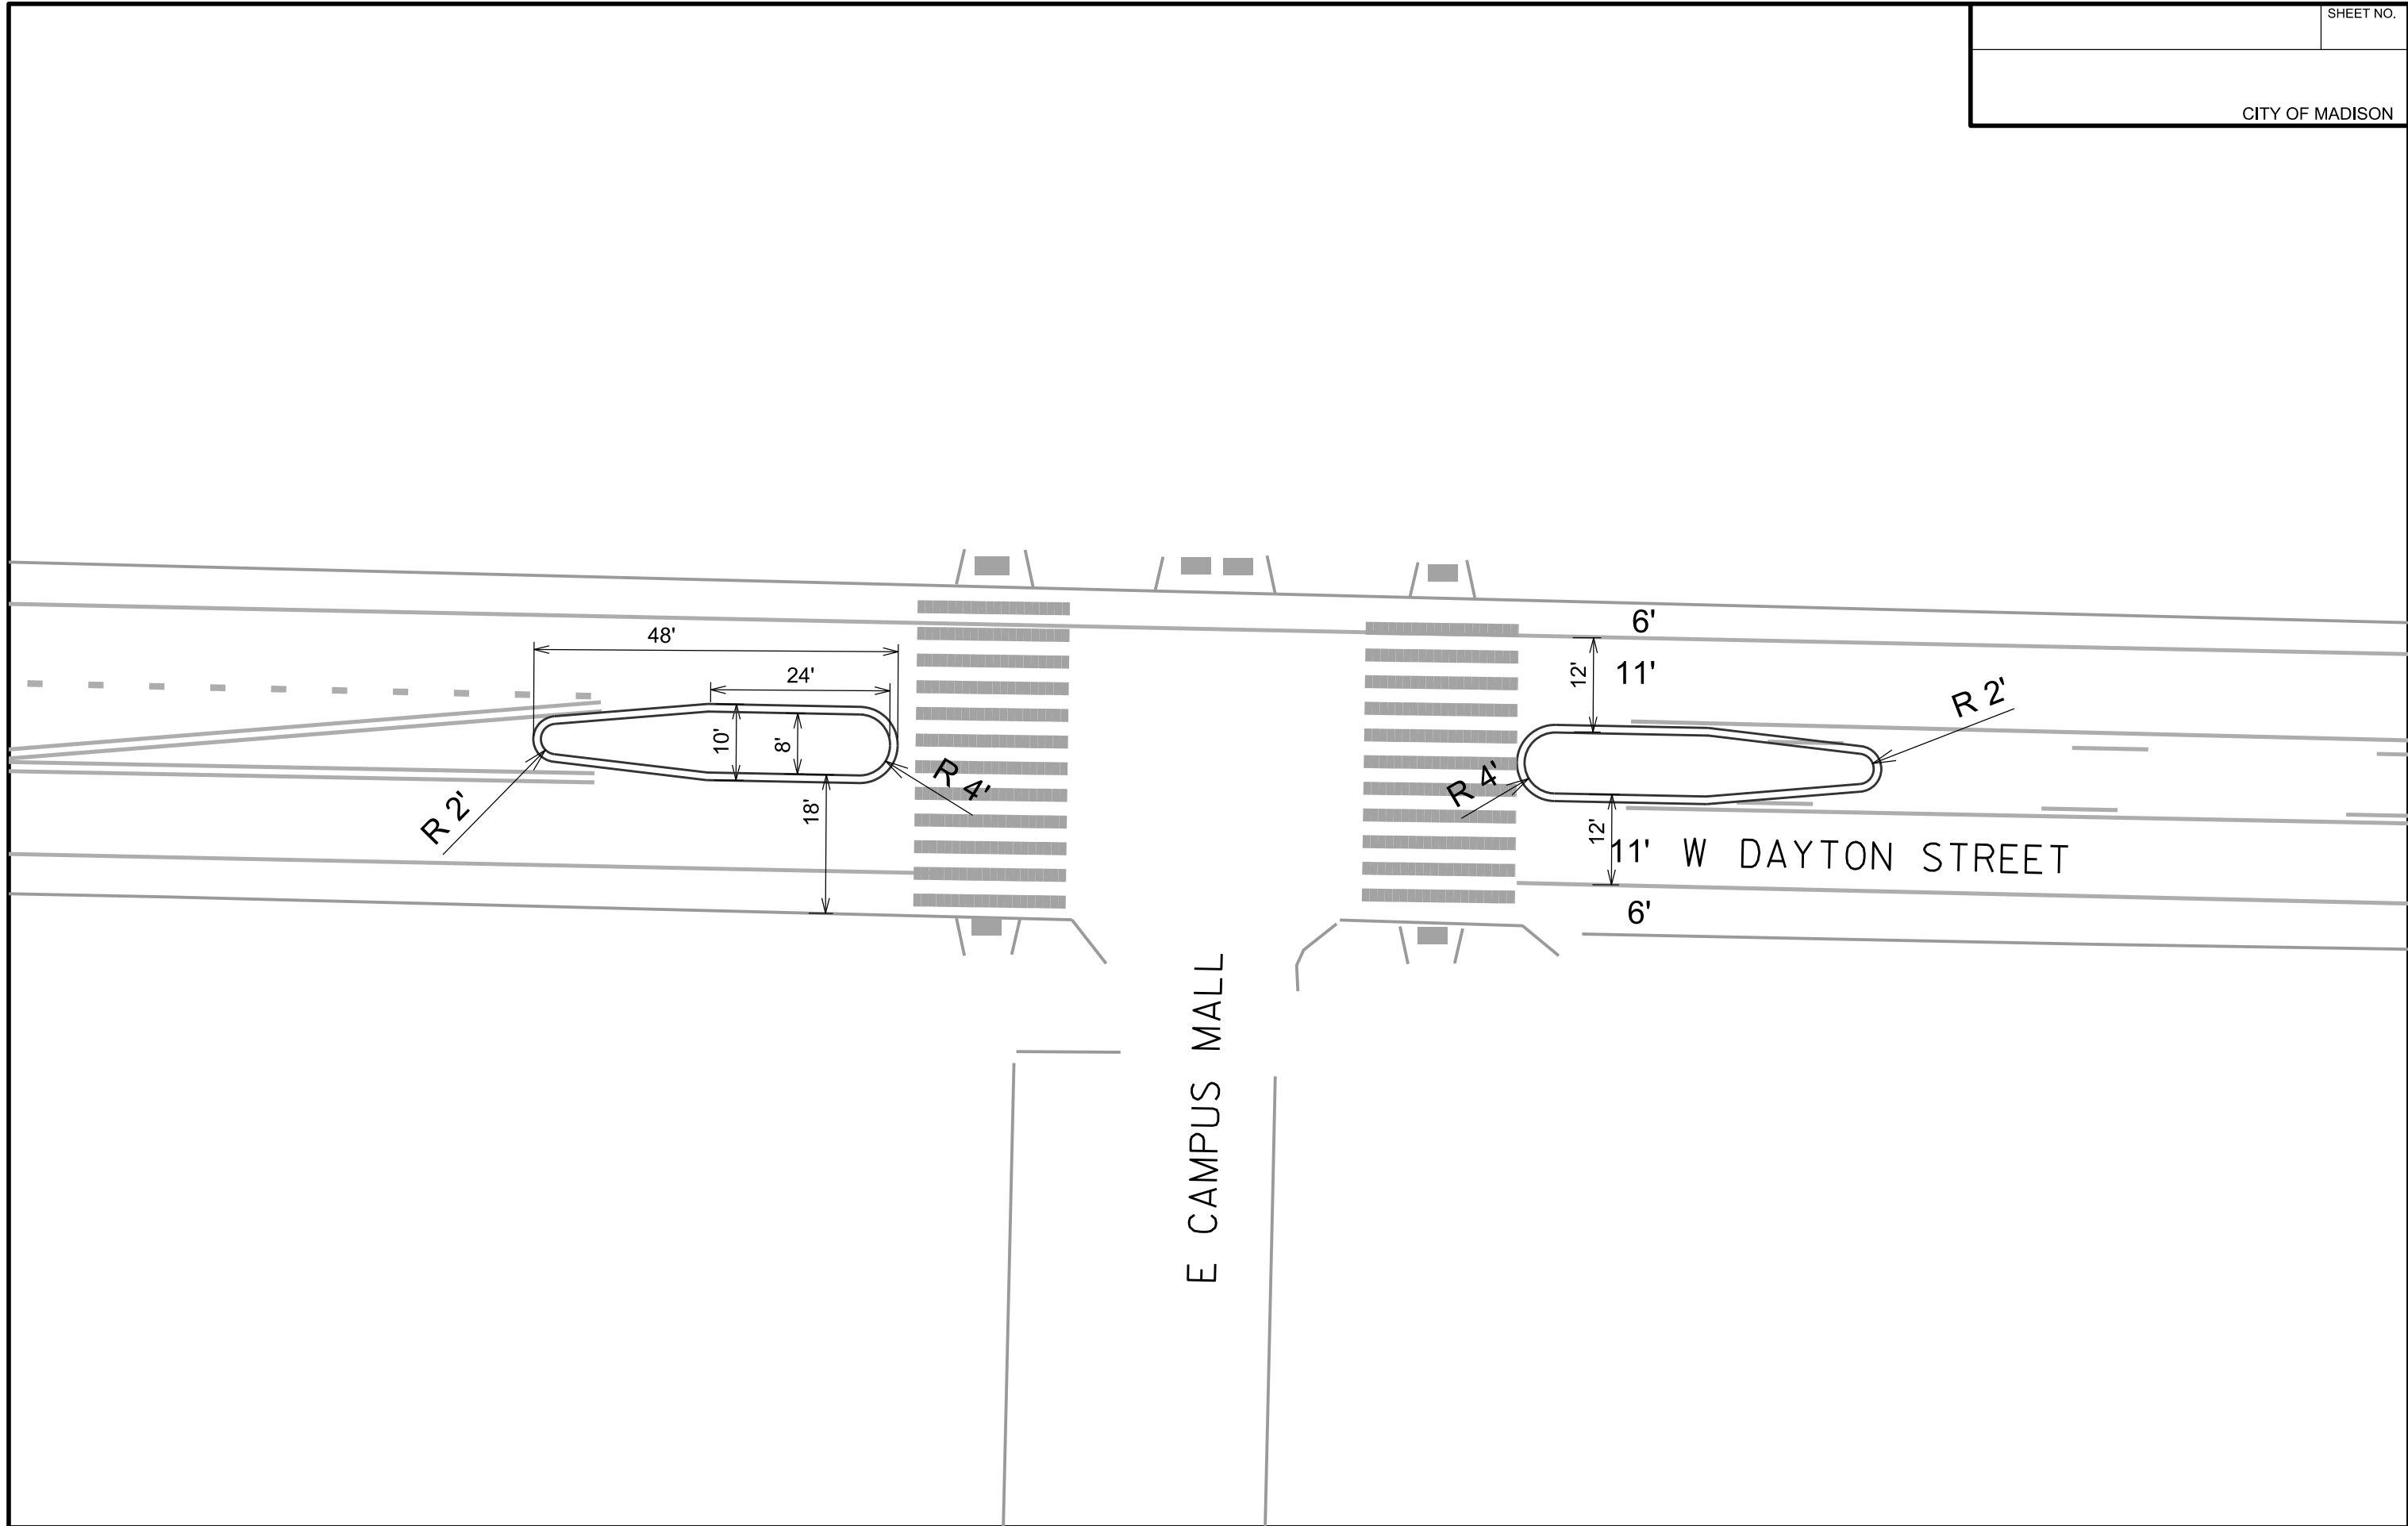 SHEET NO.
CITY OF MADISON
6'
48'
12'
11'
24'
R 2'
10'
8'
R 4'
R 4'
18'
R 2'
12'
11'
W DAYTON STREET
6'
E CAMPUS MALL